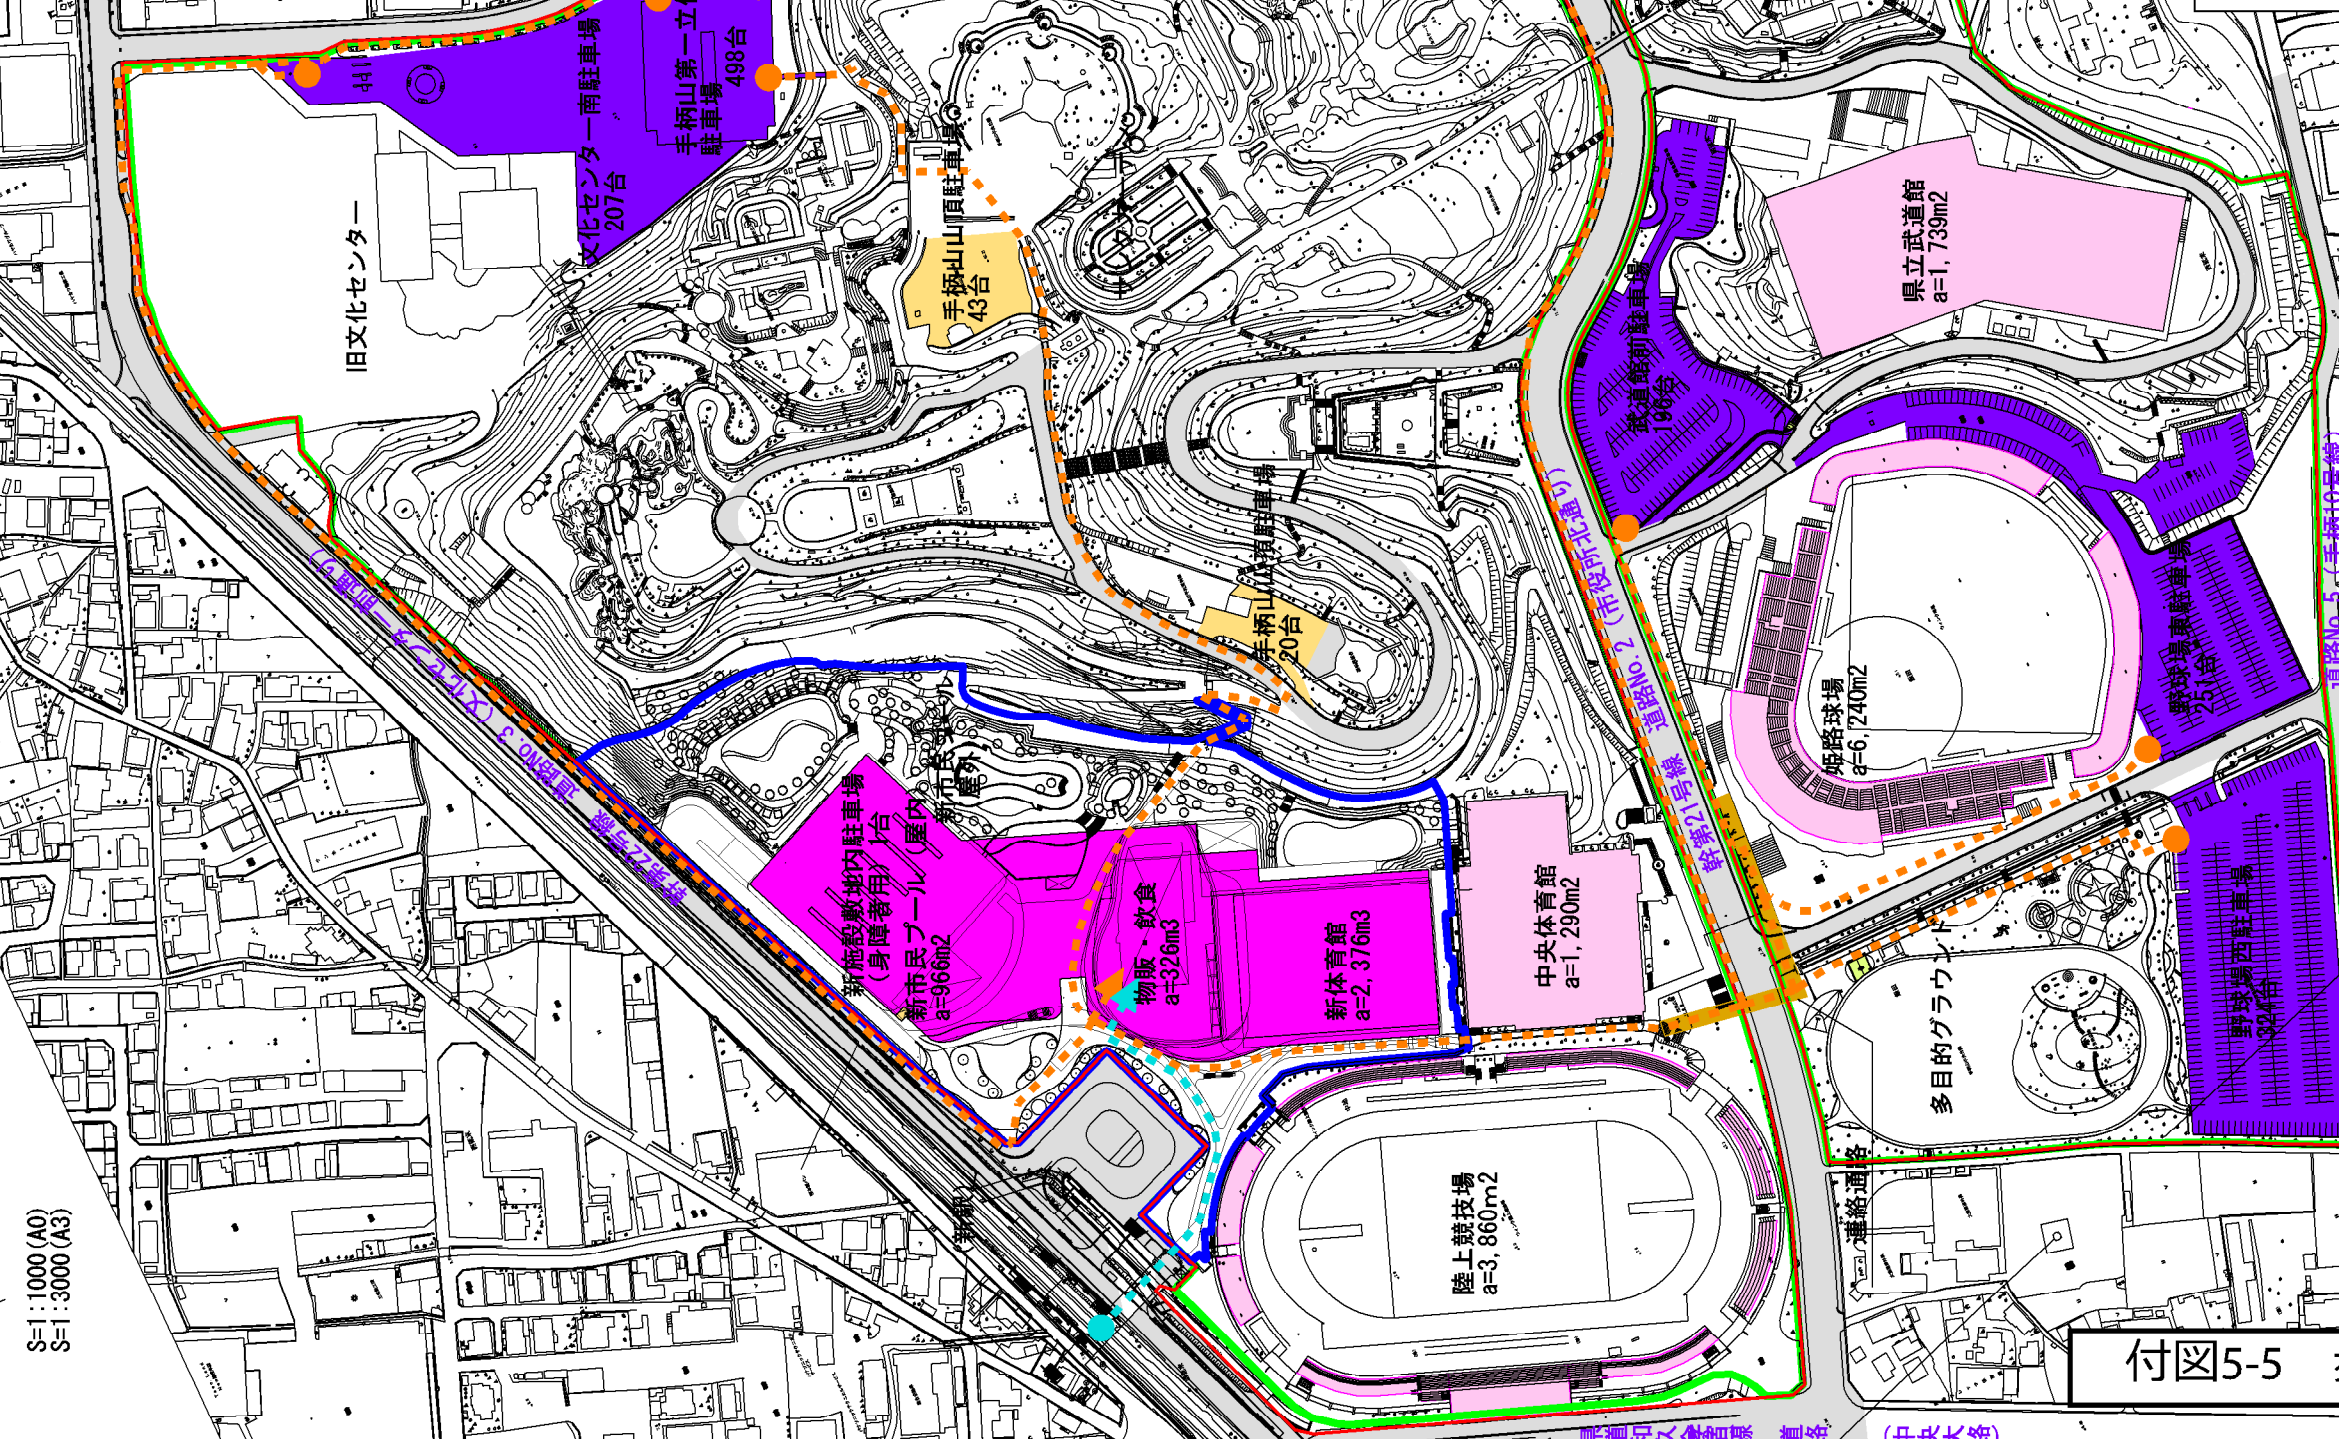 文化センター南駐車場
207台
手柄山第一立体
駐車場
498台
旧文化センター
手柄山山頂駐車場
43台
県立武道館
a=1,739m2
武道館前駐車場
196台
手柄山山頂駐車場
20台
幹第22号線 道路No.3（文化センター前通り）
幹第21号線 道路No.2（市役所北通り）
道路No.5（手柄10号線）
新施設敷地内駐車場
（身障者用）1台
新市民プール（屋内）
a=966m2
新市民プール
（屋外）
物販・飲食
a=326m3
新体育館
a=2,376m3
中央体育館
a=1,290m2
姫路球場
a=6,240m2
野球場東駐車場
251台
野球場西駐車場
324台
多目的グラウンド
陸上競技場
a=3,860m2
連絡通路
（新駅）
S=1:1000(A0)
S=1:3000(A3)
付図5-5
（中央大路）